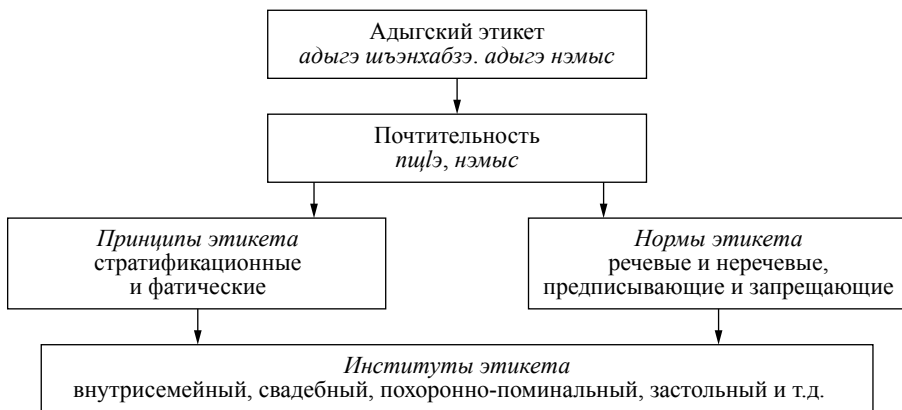 Адыгский этикет
адыгэ шъэнхабзэ. адыгэ нэмыс
Почтительность
пщlэ, нэмыс
Принципы этикета
стратификационные
и фатические
Нормы этикета
речевые и неречевые,
предписывающие и запрещающие
Институты этикета
внутрисемейный, свадебный, похоронно-поминальный, застольный и т.д.